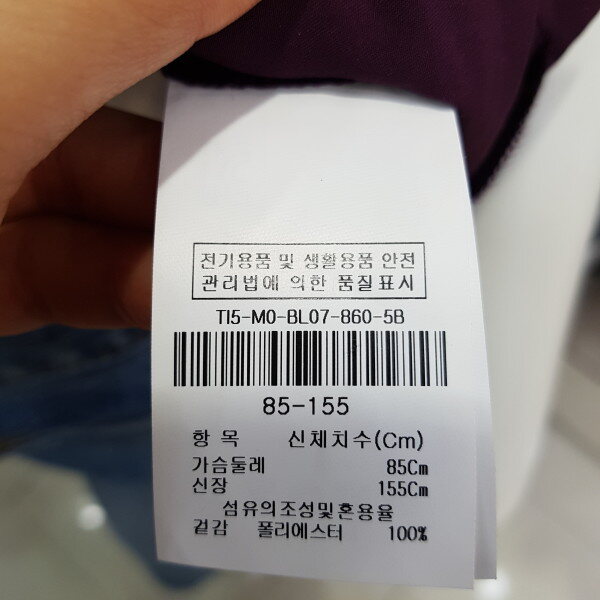 전기용품 및 생활용품 안전
관리법에 의한 품질표시
TI5-MO-BL07-860-5B
85-155
항 목 신체치수(Cm)
가슴둘레 85Cm
신장 155Cm
섬유의조성및혼용율
겉감 폴리에스터 100%